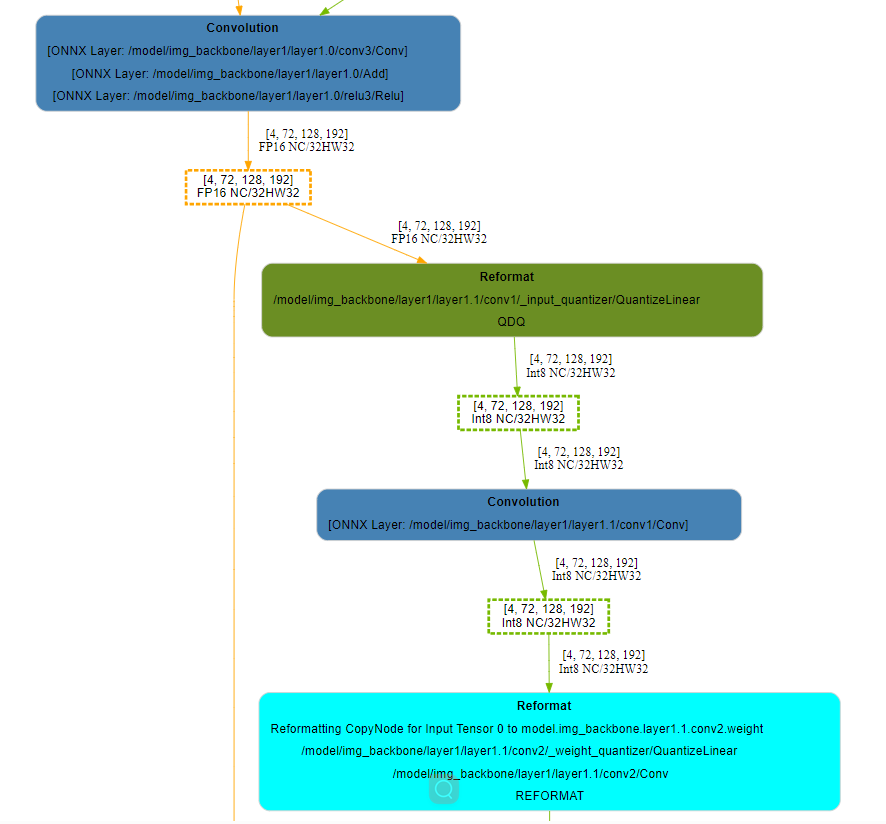 Convolution
[ONNX Layer: /model/img_backbone/layer1/layer1.0/conv3/Conv]
[ONNX Layer: /model/img_backbone/layer1/layer1.0/Add]
[ONNX Layer: /model/img_backbone/layer1/layer1.0/relu3/Relu]
[4, 72, 128, 192]
FP16 NC/32HW32
[4, 72, 128, 192]
FP16 NC/32HW32
[4, 72, 128, 192]
FP16 NC/32HW32
Reformat
/model/img_backbone/layer1/layer1.1/conv1/_input_quantizer/QuantizeLinear
QDQ
[4, 72, 128, 192]
Int8 NC/32HW32
[4, 72, 128, 192]
Int8 NC/32HW32
[4, 72, 128, 192]
Int8 NC/32HW32
Convolution
[ONNX Layer: /model/img_backbone/layer1/layer1.1/conv1/Conv]
[4, 72, 128, 192]
Int8 NC/32HW32
[4, 72, 128, 192]
Int8 NC/32HW32
[4, 72, 128, 192]
Int8 NC/32HW32
Reformat
Reformatting CopyNode for Input Tensor 0 to model.img_backbone.layer1.1.conv2.weight
/model/img_backbone/layer1/layer1.1/conv2/_weight_quantizer/QuantizeLinear
/model/img_backbone/layer1/layer1.1/conv2/Conv
REFORMAT